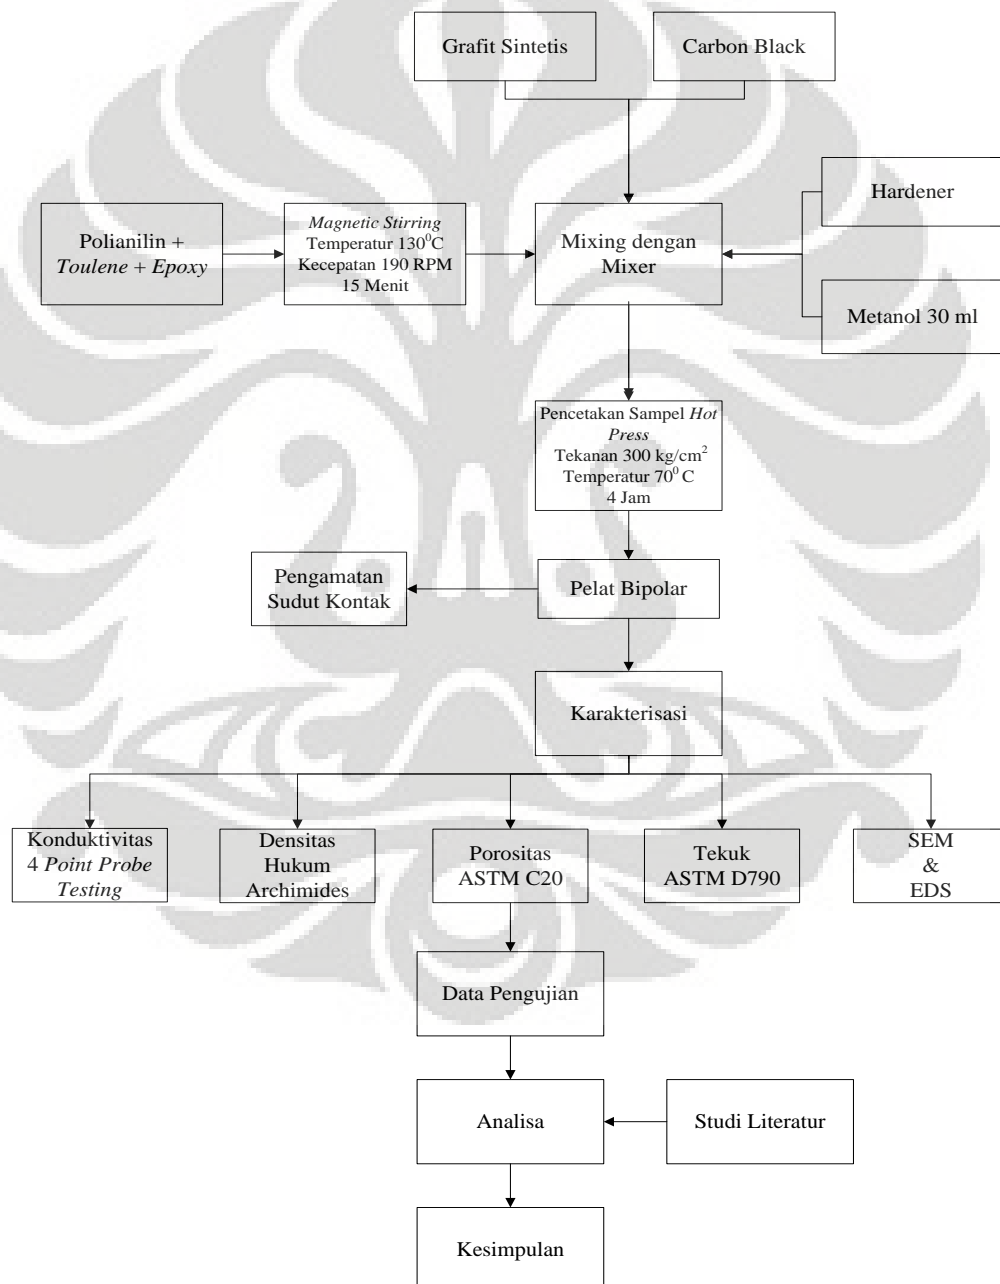 Grafit Sintetis
Carbon Black
Hardener
Polianilin +
Toulene + Epoxy
Magnetic Stirring
Temperatur 130⁰C
Kecepatan 190 RPM
15 Menit
Mixing dengan
Mixer
Metanol 30 ml
Pencetakan Sampel Hot
Press
Tekanan 300 kg/cm²
Temperatur 70⁰ C
4 Jam
Pengamatan
Sudut Kontak
Pelat Bipolar
Karakterisasi
Konduktivitas
4 Point Probe
Testing
Densitas
Hukum
Archimides
Porositas
ASTM C20
Tekuk
ASTM D790
SEM
&
EDS
Data Pengujian
Analisa
Studi Literatur
Kesimpulan